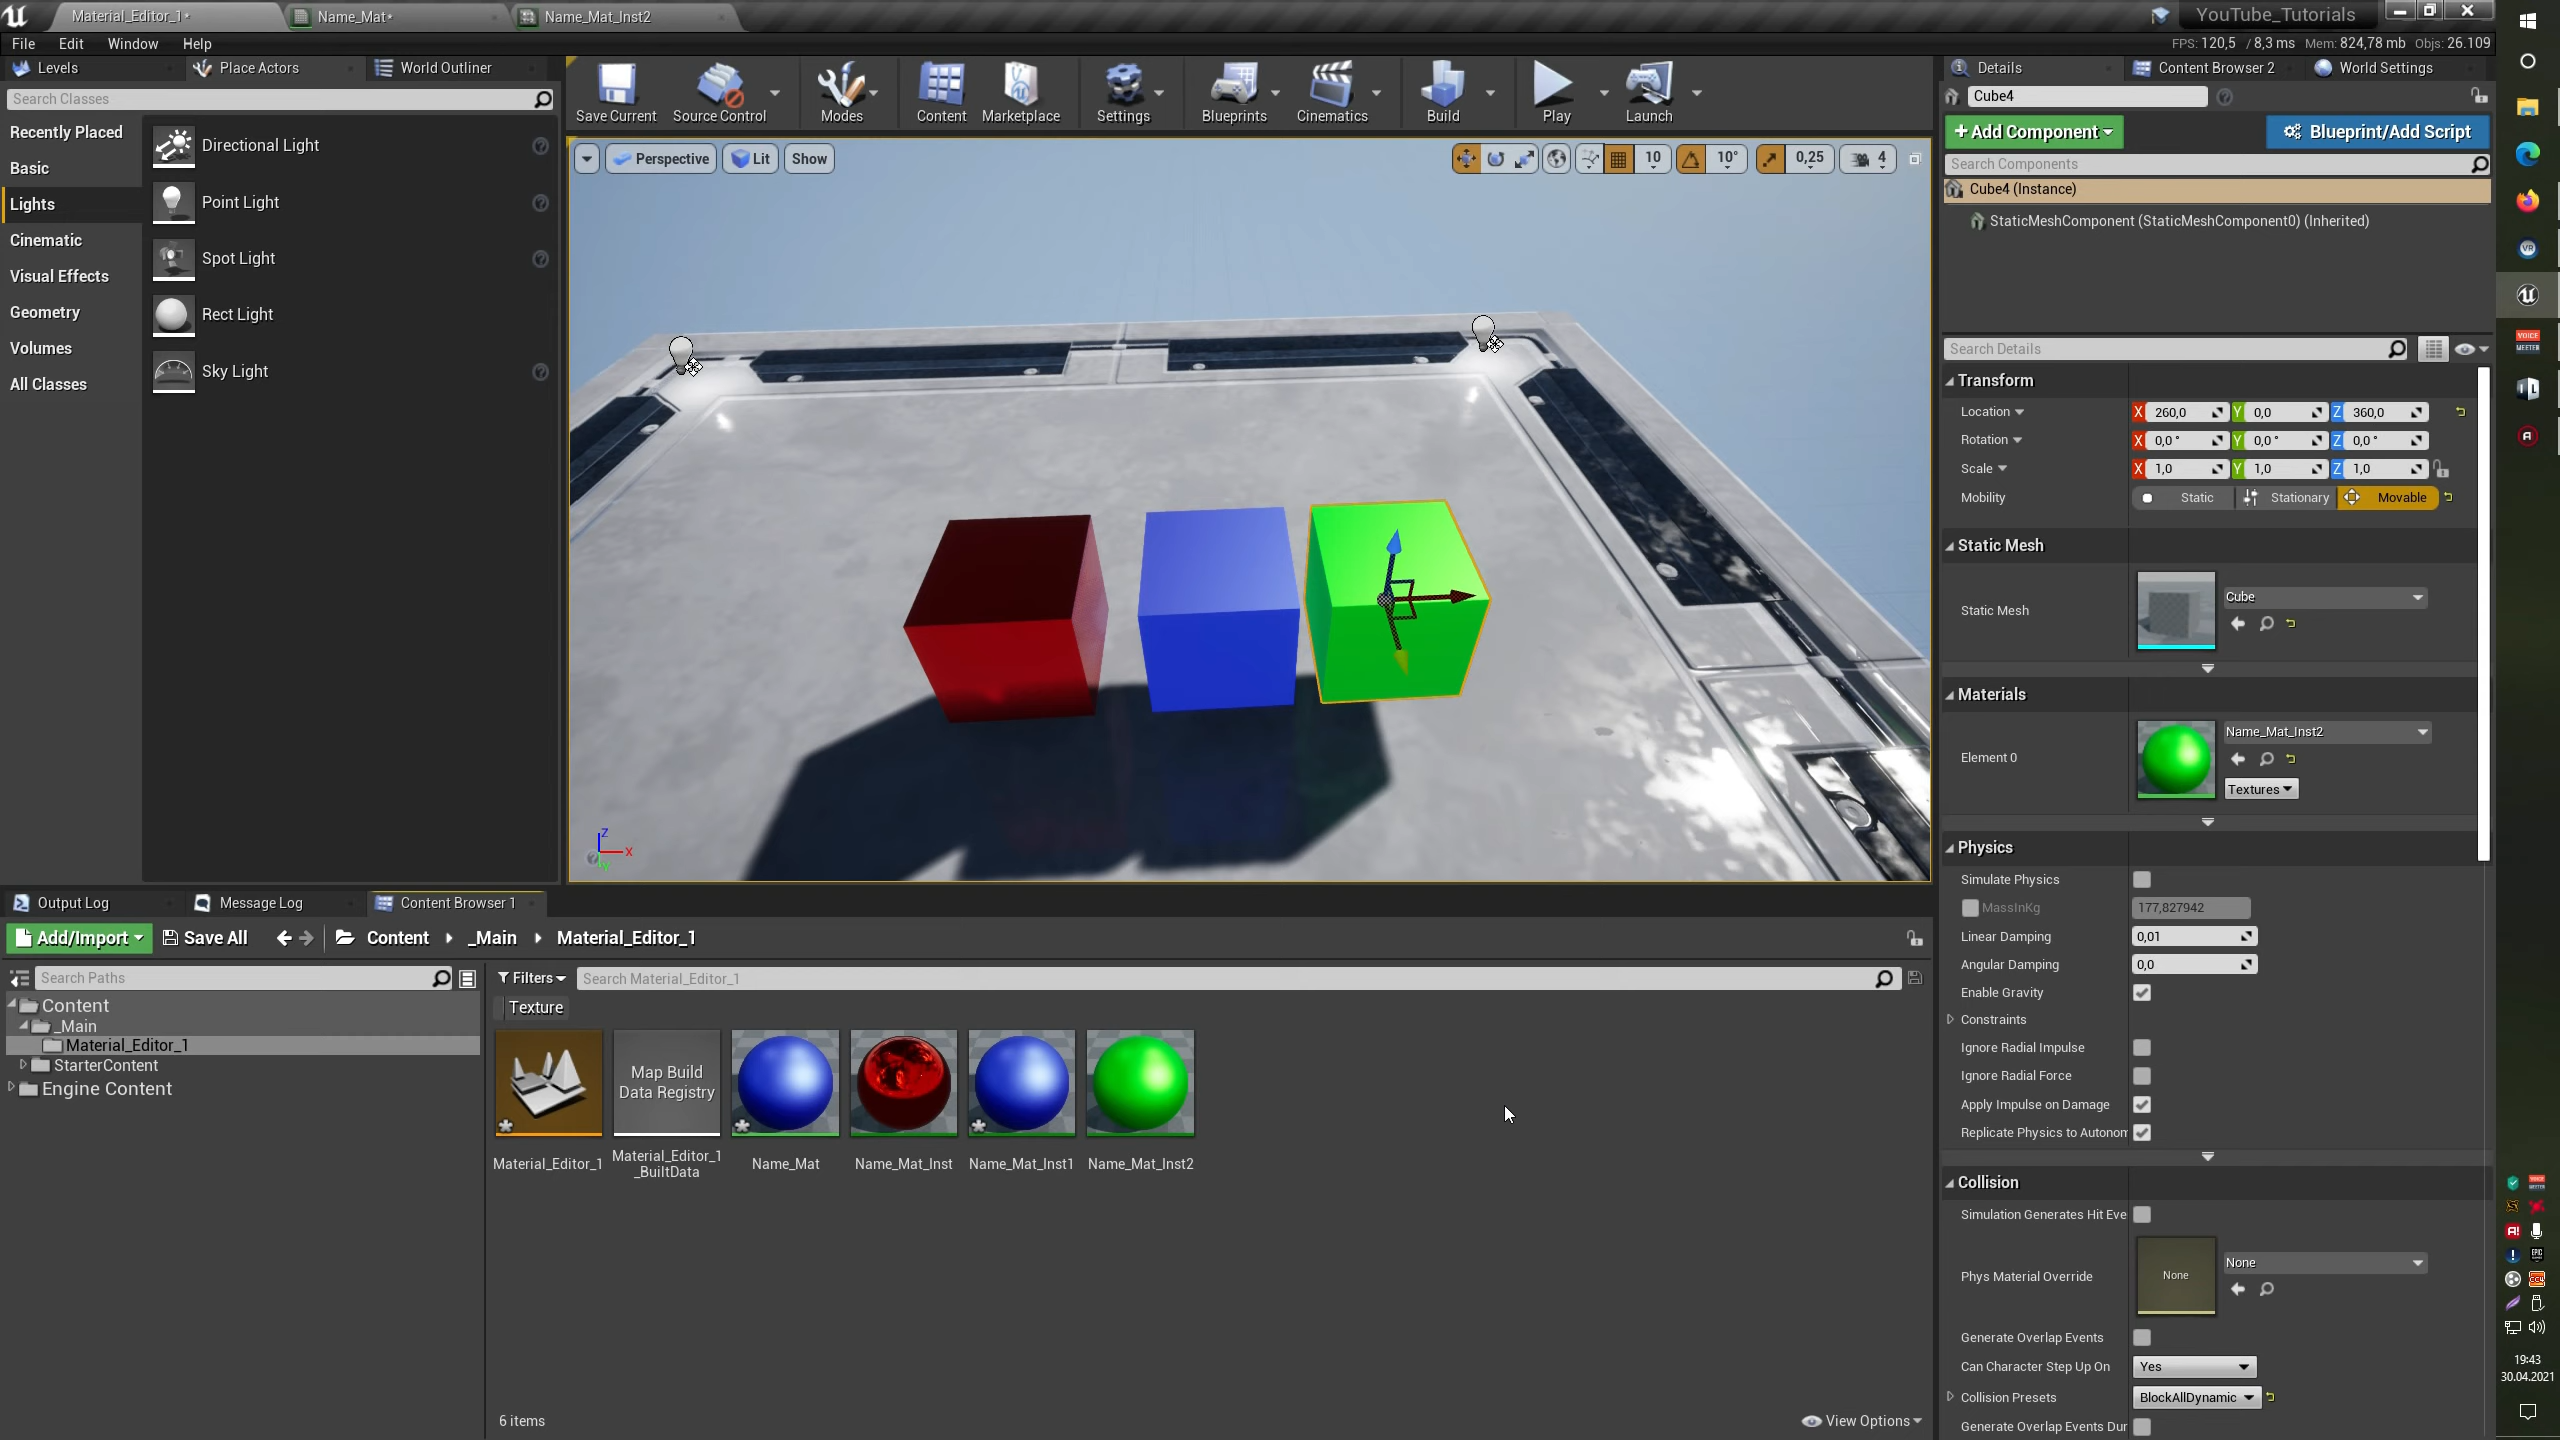 Material_Editor_1*
Name_Mat*
Name_Mat_Inst2
YouTube_Tutorials
File Edit Window Help
FPS: 120,5 / 8,3 ms Mem: 824,78 mb Objs: 26.109
Levels
Place Actors
World Outliner
Search Classes
Recently Placed
Basic
Lights
Cinematic
Visual Effects
Geometry
Volumes
All Classes
Directional Light
Point Light
Spot Light
Rect Light
Sky Light
Save Current
Source Control
Modes
Content
Marketplace
Settings
Blueprints
Cinematics
Build
Play
Launch
Perspective
Lit
Show
10
10°
0,25
4
Z
X
Y
Details
Content Browser 2
World Settings
Cube4
+Add Component
Blueprint/Add Script
Search Components
Cube4 (Instance)
StaticMeshComponent (StaticMeshComponent0) (Inherited)
Search Details
Transform
Location X 260,0 Y 0,0 Z 360,0
Rotation X 0,0 ° Y 0,0 ° Z 0,0 °
Scale X 1,0 Y 1,0 Z 1,0
Mobility Static Stationary Movable
Static Mesh
Static Mesh
Cube
Materials
Element 0
Name_Mat_Inst2
Textures
Physics
Simulate Physics
MassInKg 177,827942
Linear Damping 0,01
Angular Damping 0,0
Enable Gravity
Constraints
Ignore Radial Impulse
Ignore Radial Force
Apply Impulse on Damage
Replicate Physics to Autonom
Collision
Simulation Generates Hit Eve
Phys Material Override
None
None
Generate Overlap Events
Can Character Step Up On Yes
Collision Presets BlockAllDynamic
Generate Overlap Events Dur
Output Log
Message Log
Content Browser 1
Add/Import
Save All
Content
_Main
Material_Editor_1
Search Paths
Content
_Main
Material_Editor_1
StarterContent
Engine Content
Filters
Search Material_Editor_1
Texture
Map Build
Data Registry
Material_Editor_1
Material_Editor_1
_BuiltData
Name_Mat
Name_Mat_Inst
Name_Mat_Inst1
Name_Mat_Inst2
6 items
View Options
19:43
30.04.2021